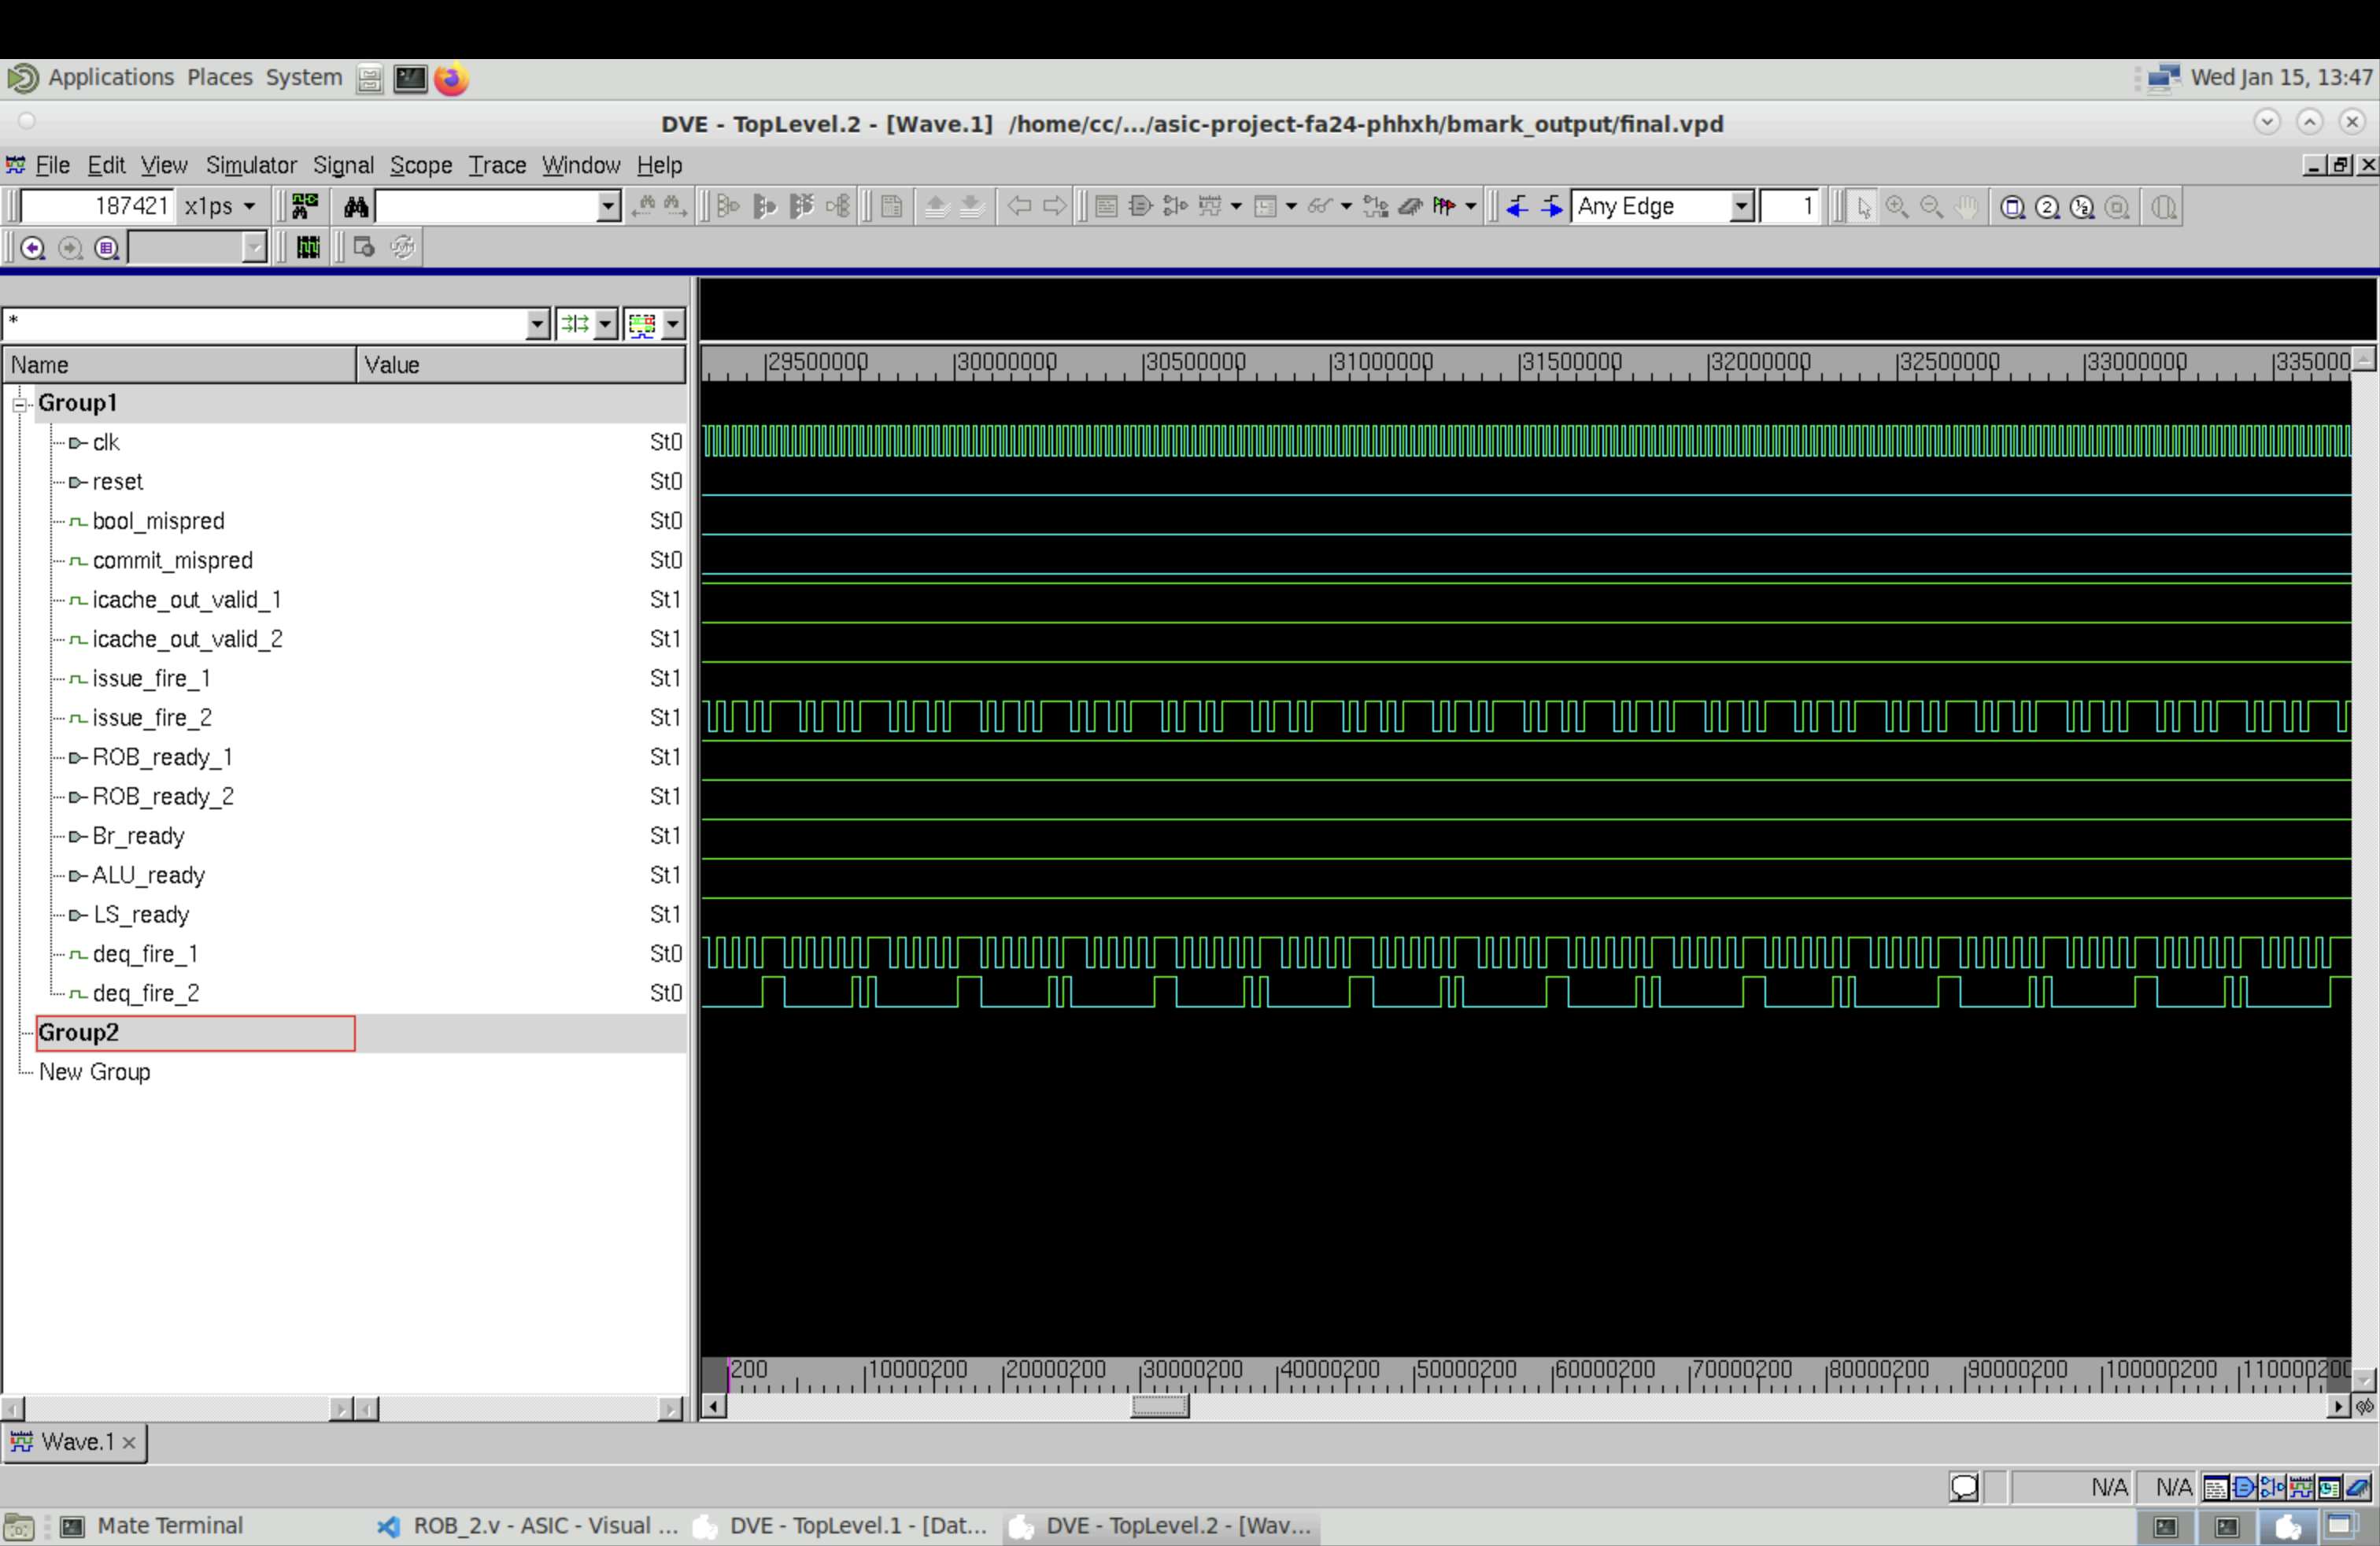 Applications Places System Wed Jan 15, 13:47
DVE - TopLevel.2 - [Wave.1] /home/cc/.../asic-project-fa24-phhxh/bmark_output/final.vpd
File Edit View Simulator Signal Scope Trace Window Help
187421 x1ps Any Edge 1
*
Name Value
29500000 30000000 30500000 31000000 31500000 32000000 32500000 33000000 335000
Group1
clk St0
reset St0
bool_mispred St0
commit_mispred St0
icache_out_valid_1 St1
icache_out_valid_2 St1
issue_fire_1 St1
issue_fire_2 St1
ROB_ready_1 St1
ROB_ready_2 St1
Br_ready St1
ALU_ready St1
LS_ready St1
deq_fire_1 St0
deq_fire_2 St0
Group2
New Group
200 10000200 20000200 30000200 40000200 50000200 60000200 70000200 80000200 90000200 100000200 110000200
Wave.1
N/A N/A
Mate Terminal ROB_2.v - ASIC - Visual ... DVE - TopLevel.1 - [Dat... DVE - TopLevel.2 - [Wav...